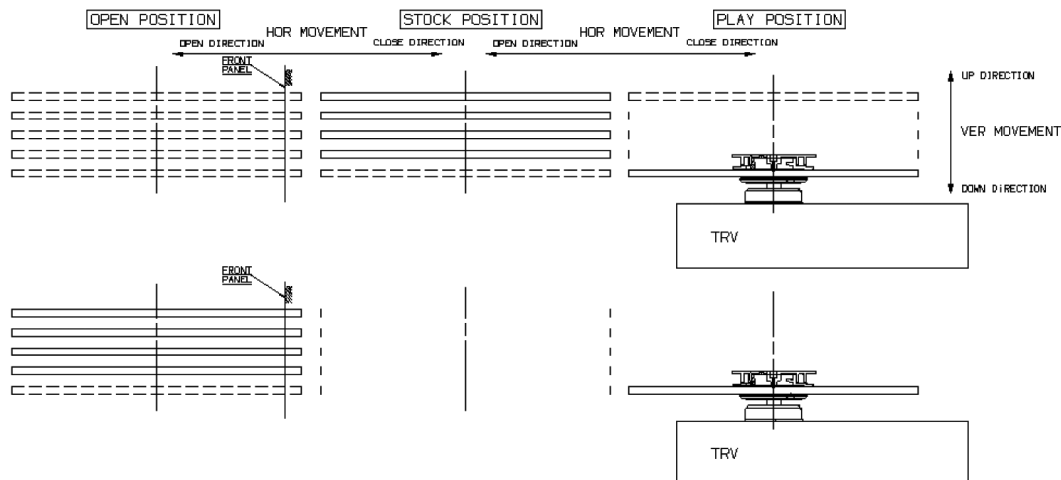 OPEN POSITION
STOCK POSITION
PLAY POSITION
HOR MOVEMENT
HOR MOVEMENT
OPEN DIRECTION
CLOSE DIRECTION
OPEN DIRECTION
CLOSE DIRECTION
FRONT
PANEL
UP DIRECTION
VER MOVEMENT
DOWN DiRECTION
TRV
FRONT
PANEL
TRV